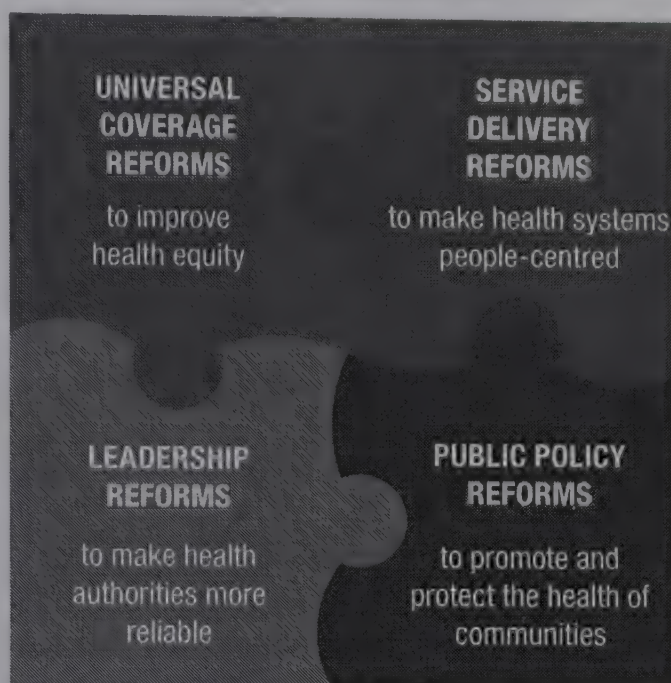 UNIVERSAL
COVERAGE
REFORMS
to improve
health equity
SERVICE
DELIVERY
REFORMS
to make health systems
people-centred
LEADERSHIP
REFORMS
to make health
authorities more
reliable
PUBLIC POLICY
REFORMS
to promote and
protect the health of
communities